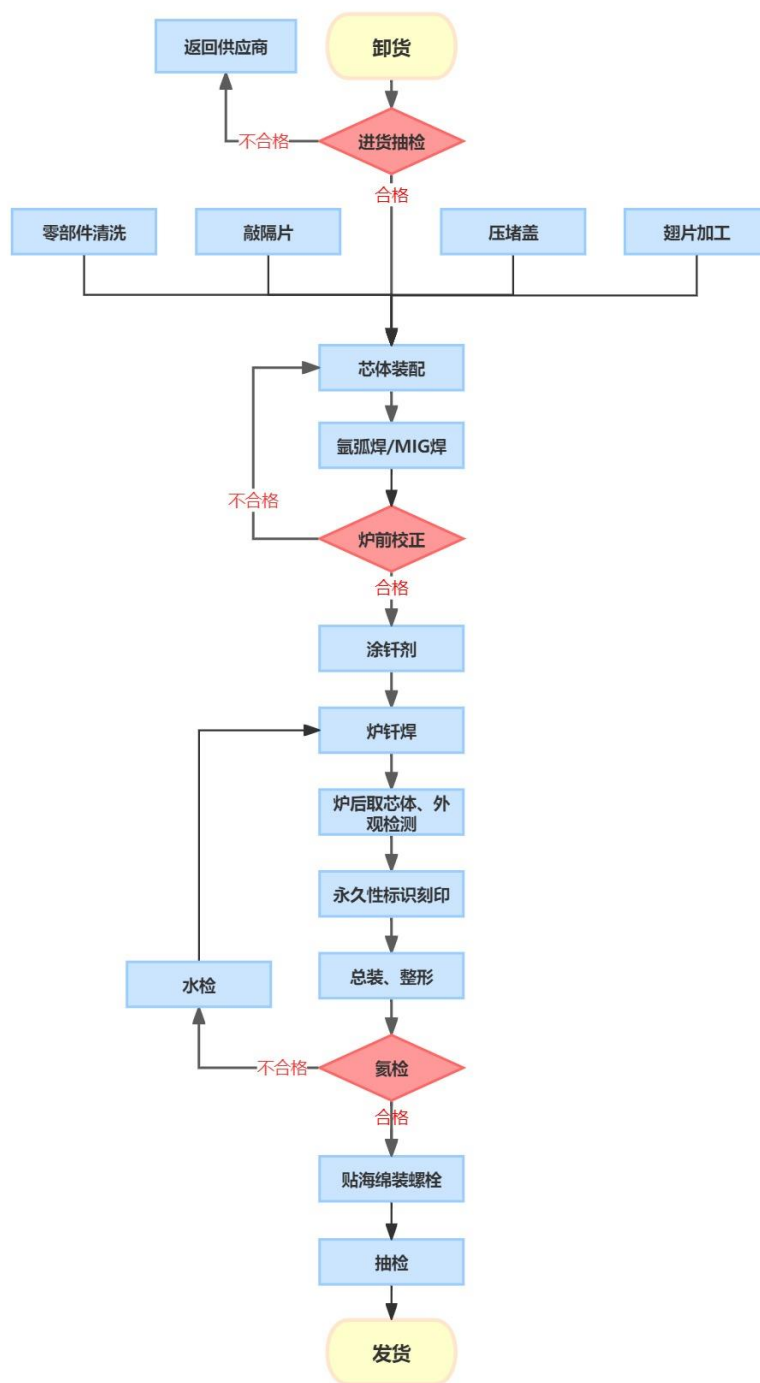 返回供应商
卸货
不合格
进货抽检
合格
零部件清洗
敲隔片
压堵盖
翅片加工
芯体装配
氩弧焊/MIG焊
不合格
炉前校正
合格
涂钎剂
炉钎焊
炉后取芯体、外
观检测
永久性标识刻印
水检
总装、整形
不合格
氦检
合格
贴海绵装螺栓
抽检
发货